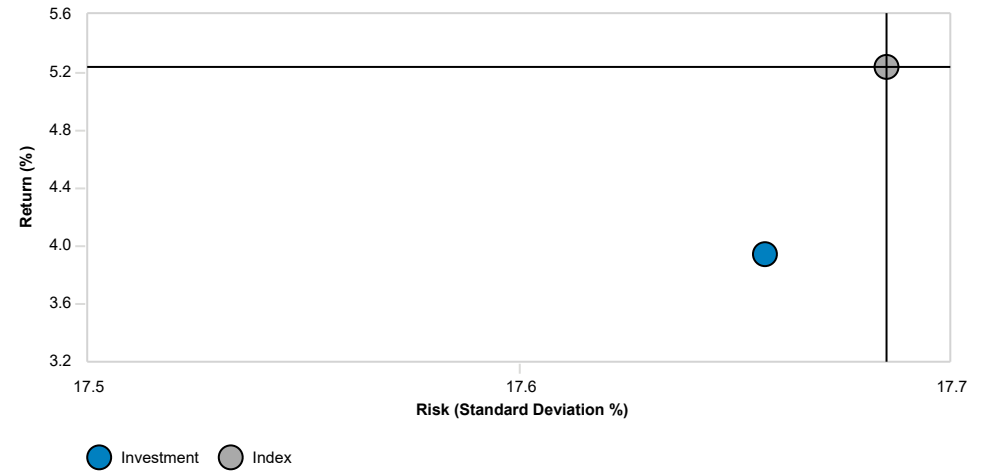 5.6
5.2
4.8
4.4
4.0
3.6
3.2
Return (%)
17.5 17.6 17.7
Risk (Standard Deviation %)
Investment Index